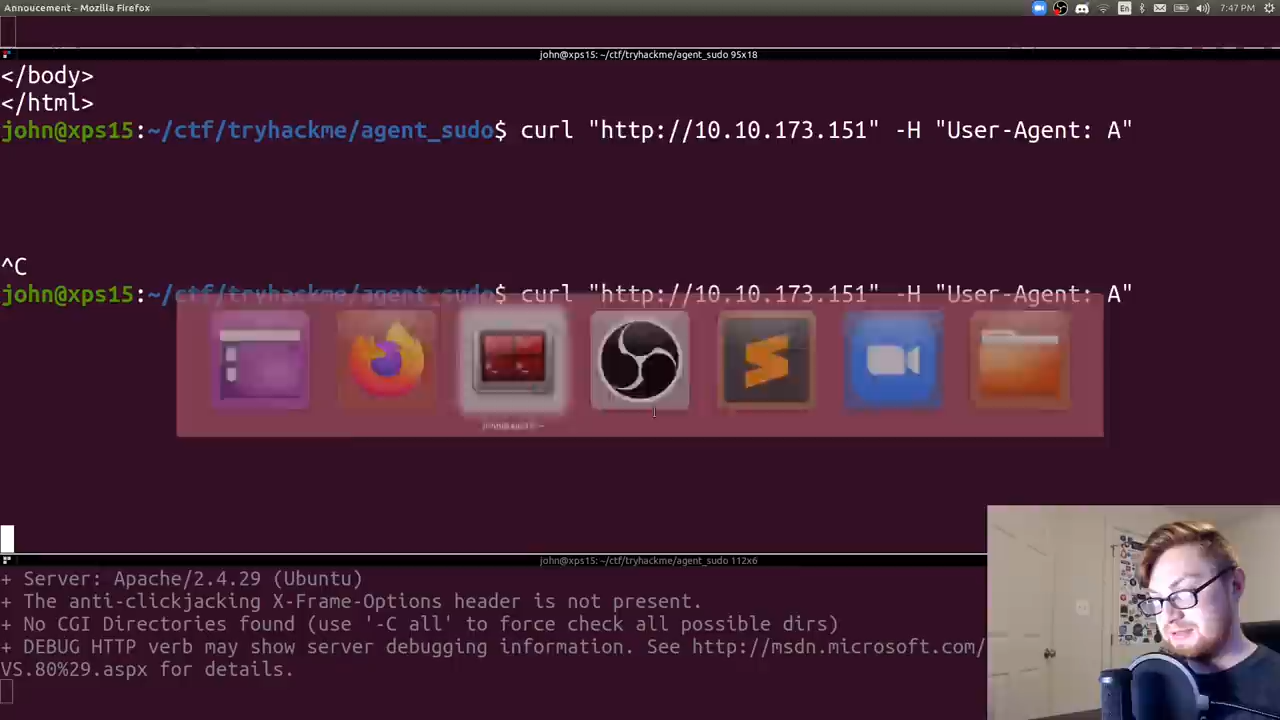 Annoucement - Mozilla Firefox
En
7:47 PM
john@xps15: ~/ctf/tryhackme/agent_sudo 95x18
</body>
</html>
john@xps15:~/ctf/tryhackme/agent_sudo$ curl "http://10.10.173.151" -H "User-Agent: A"
^C
john@xps15:~/ctf/tryhackme/agent_sudo$ curl "http://10.10.173.151" -H "User-Agent: A"
john@xps15: ~
john@xps15: ~/ctf/tryhackme/agent_sudo 112x6
+ Server: Apache/2.4.29 (Ubuntu)
+ The anti-clickjacking X-Frame-Options header is not present.
+ No CGI Directories found (use '-C all' to force check all possible dirs)
+ DEBUG HTTP verb may show server debugging information. See http://msdn.microsoft.com/
VS.80%29.aspx for details.